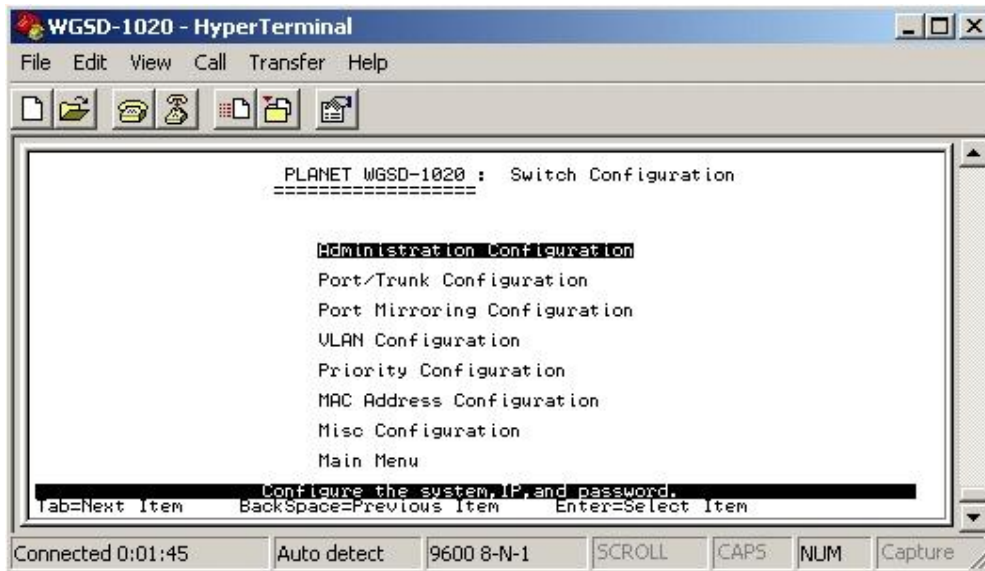 WGSD-1020 - HyperTerminal
File Edit View Call Transfer Help
PLANET WGSD-1020 : Switch Configuration
==================
Administration Configuration
Port/Trunk Configuration
Port Mirroring Configuration
VLAN Configuration
Priority Configuration
MAC Address Configuration
Misc Configuration
Main Menu
Configure the system,IP,and password.
Tab=Next Item BackSpace=Previous Item Enter=Select Item
Connected 0:01:45 Auto detect 9600 8-N-1 SCROLL CAPS NUM Capture